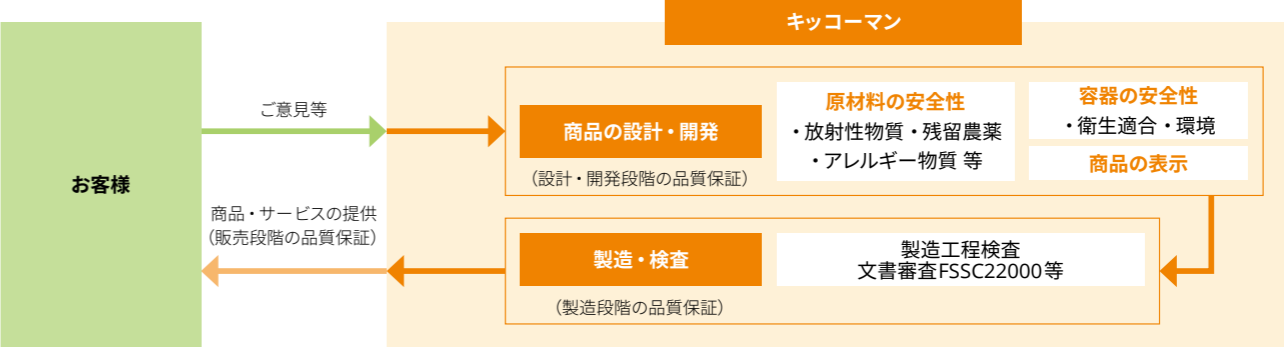 キッコーマン
お客様
ご意見等
商品の設計・開発
(設計・開発段階の品質保証)
原材料の安全性
・放射性物質・残留農薬
・アレルギー物質 等
容器の安全性
・衛生適合・環境
商品の表示
商品・サービスの提供
(販売段階の品質保証)
製造・検査
(製造段階の品質保証)
製造工程検査
文書審査FSSC22000等